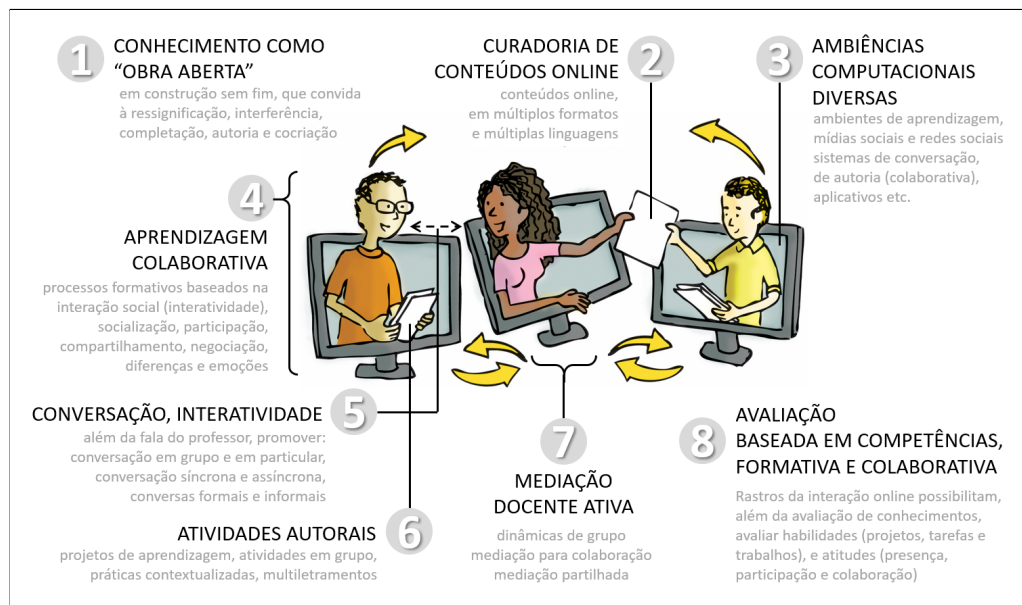 1
CONHECIMENTO COMO
“OBRA ABERTA”
em construção sem fim, que convida
à ressignificação, interferência,
completação, autoria e cocriação
2
CURADORIA DE
CONTEÚDOS ONLINE
conteúdos online,
em múltiplos formatos
e múltiplas linguagens
3
AMBIÊNCIAS
COMPUTACIONAIS
DIVERSAS
ambientes de aprendizagem,
mídias sociais e redes sociais
sistemas de conversação,
de autoria (colaborativa),
aplicativos etc.
4
APRENDIZAGEM
COLABORATIVA
processos formativos baseados na
interação social (interatividade),
socialização, participação,
compartilhamento, negociação,
diferenças e emoções
5
CONVERSAÇÃO, INTERATIVIDADE
além da fala do professor, promover:
conversação em grupo e em particular,
conversação síncrona e assíncrona,
conversas formais e informais
6
ATIVIDADES AUTORAIS
projetos de aprendizagem, atividades em grupo,
práticas contextualizadas, multiletramentos
7
MEDIAÇÃO
DOCENTE ATIVA
dinâmicas de grupo
mediação para colaboração
mediação partilhada
8
AVALIAÇÃO
BASEADA EM COMPETÊNCIAS,
FORMATIVA E COLABORATIVA
Rastros da interação online possibilitam,
além da avaliação de conhecimentos,
avaliar habilidades (projetos, tarefas e
trabalhos), e atitudes (presença,
participação e colaboração)